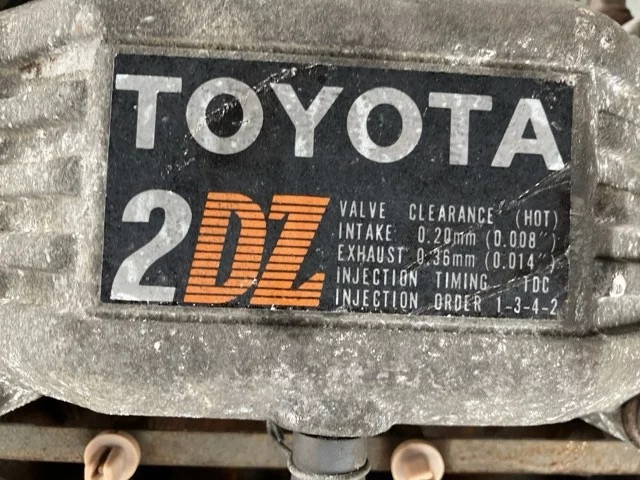 TOYOTA
2DZ
VALVE CLEARANCE (HOT)
INTAKE 0.20mm (0.008")
EXHAUST 0.36mm (0.014")
INJECTION TIMING TDC
INJECTION ORDER 1-3-4-2